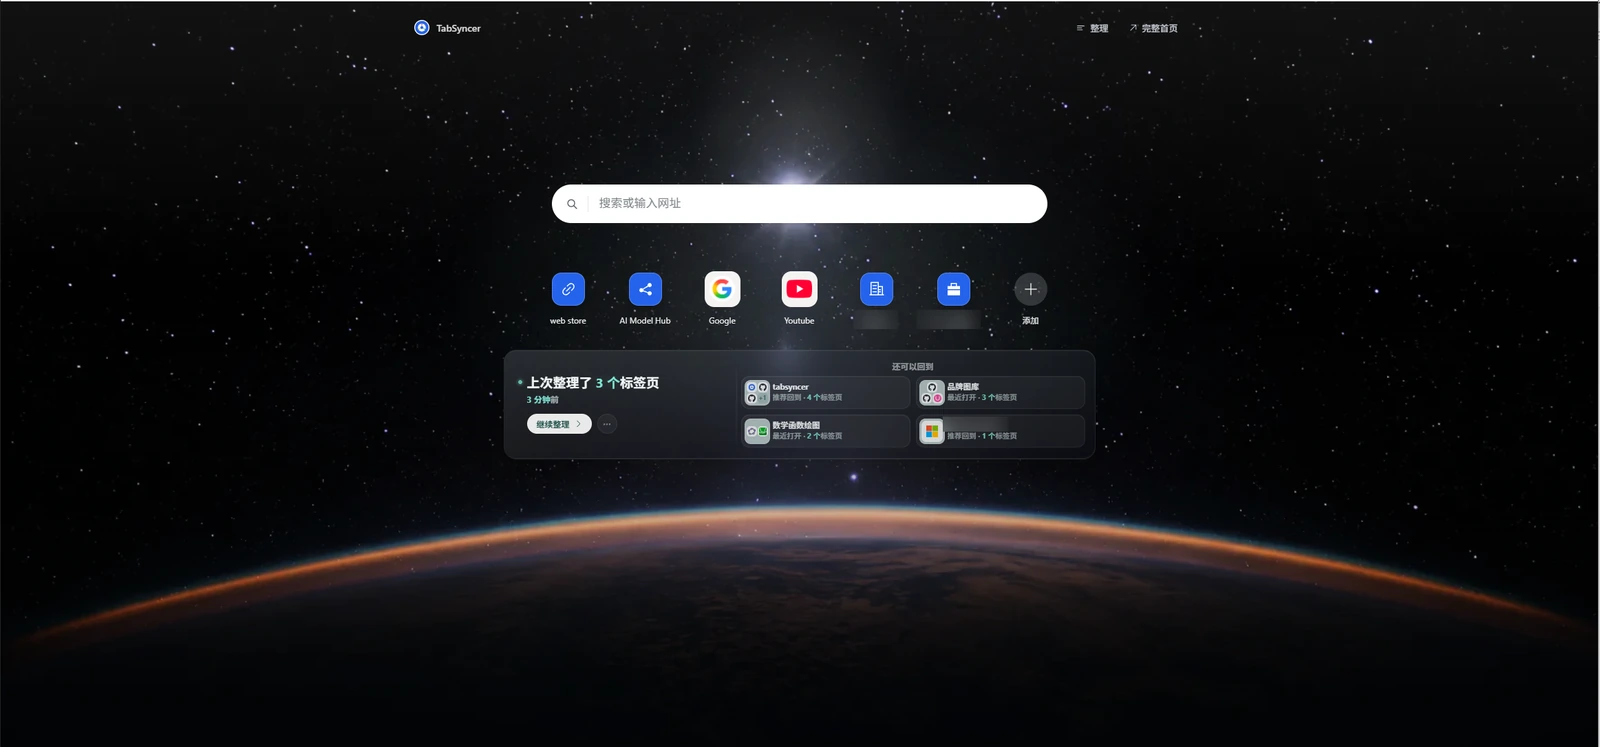 TabSyncer
整理
完整首页
搜索或输入网址
web store
AI Model Hub
Google
Youtube
添加
上次整理了 3 个标签页
3 分钟前
继续整理
还可以回到
tabsyncer
推荐回到 · 4 个标签页
品牌图库
最近打开 · 3 个标签页
数学函数绘图
最近打开 · 2 个标签页
推荐回到 · 1 个标签页